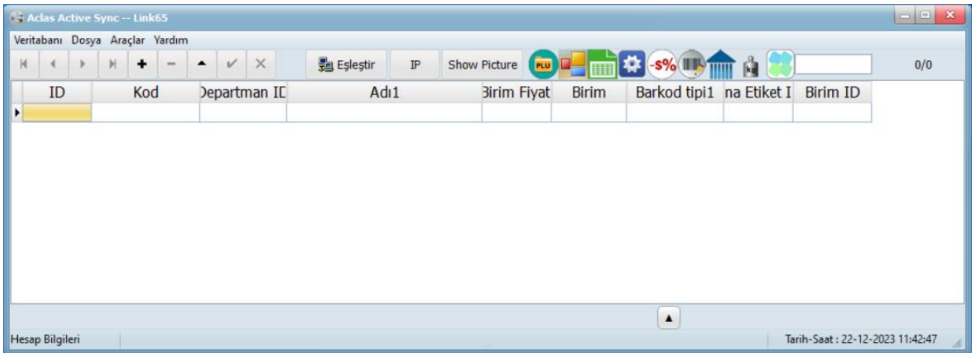 Aclas Active Sync -- Link65
Veritabanı Dosya Araçlar Yardım
Eşleştir IP Show Picture PLU -$% 0/0
ID Kod Departman ID Adı1 Birim Fiyat Birim Barkod tipi1 na Etiket I Birim ID
Hesap Bilgileri Tarih-Saat : 22-12-2023 11:42:47